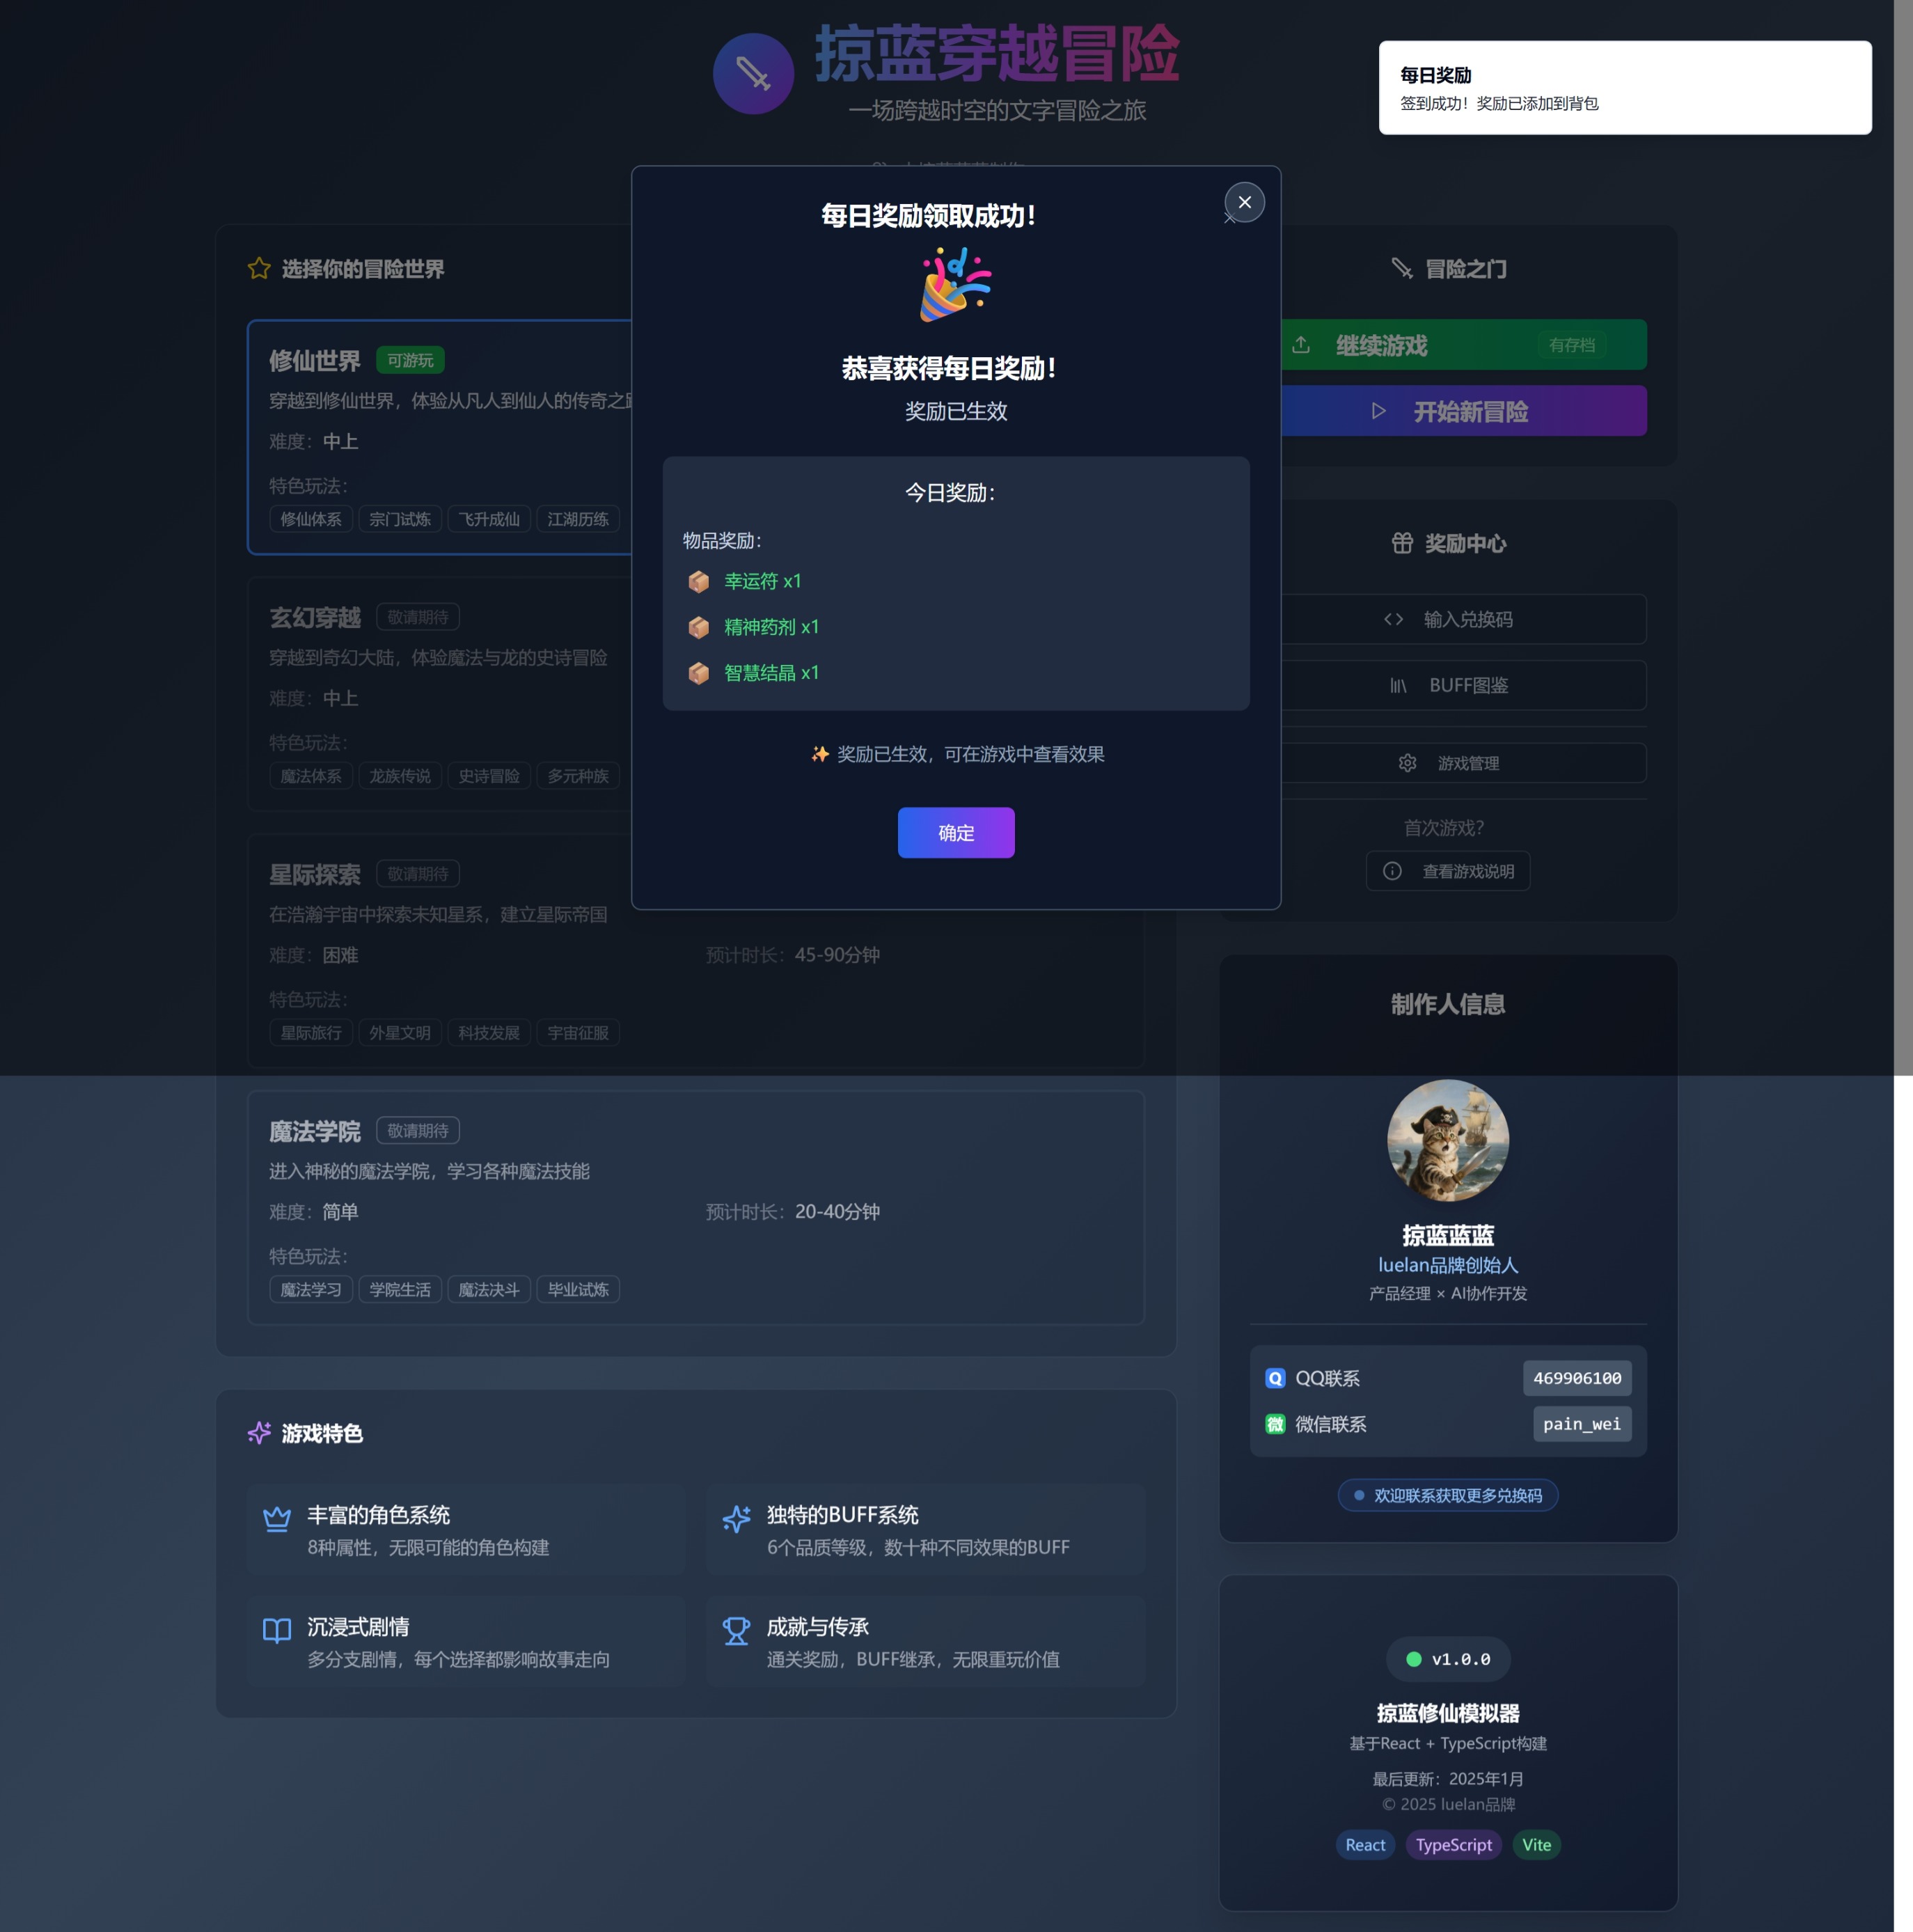 掠蓝穿越冒险
一场跨越时空的文字冒险之旅
每日奖励
签到成功！奖励已添加到背包
每日奖励领取成功！
恭喜获得每日奖励！
奖励已生效
今日奖励：
物品奖励：
幸运符 x1
精神药剂 x1
智慧结晶 x1
✨ 奖励已生效，可在游戏中查看效果
确定
选择你的冒险世界
修仙世界 可游玩
穿越到修仙世界，体验从凡人到仙人的传奇之
难度：中上
特色玩法：
修仙体系 宗门试炼 飞升成仙 江湖历练
玄幻穿越 敬请期待
穿越到奇幻大陆，体验魔法与龙的史诗冒险
难度：中上
特色玩法：
魔法体系 龙族传说 史诗冒险 多元种族
星际探索 敬请期待
在浩瀚宇宙中探索未知星系，建立星际帝国
难度：困难 预计时长：45-90分钟
特色玩法：
星际旅行 外星文明 科技发展 宇宙征服
魔法学院 敬请期待
进入神秘的魔法学院，学习各种魔法技能
难度：简单 预计时长：20-40分钟
特色玩法：
魔法学习 学院生活 魔法决斗 毕业试炼
游戏特色
丰富的角色系统
8种属性，无限可能的角色构建
独特的BUFF系统
6个品质等级，数十种不同效果的BUFF
沉浸式剧情
多分支剧情，每个选择都影响故事走向
成就与传承
通关奖励，BUFF继承，无限重玩价值
冒险之门
继续游戏 有存档
开始新冒险
奖励中心
输入兑换码
BUFF图鉴
游戏管理
首次游戏？
查看游戏说明
制作人信息
掠蓝蓝蓝
luelan品牌创始人
产品经理 × AI协作开发
Q QQ联系 469906100
微 微信联系 pain_wei
欢迎联系获取更多兑换码
v1.0.0
掠蓝修仙模拟器
基于React + TypeScript构建
最后更新：2025年1月
© 2025 luelan品牌
React TypeScript Vite